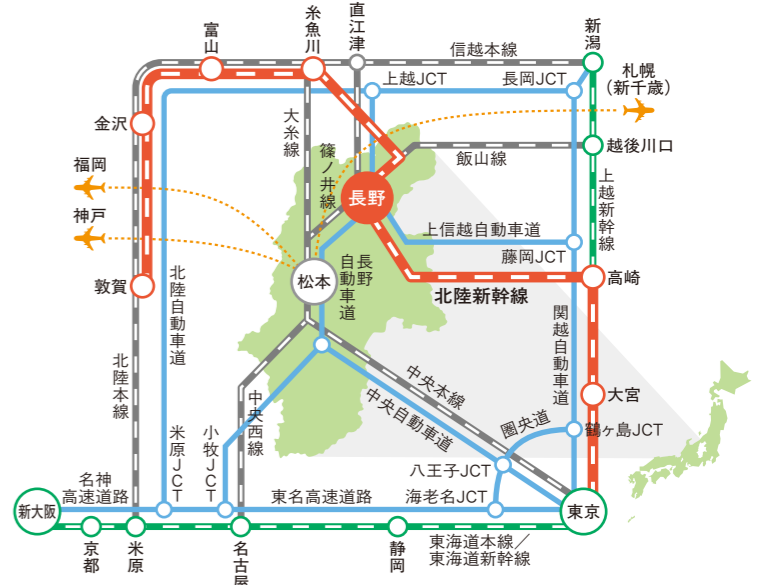 富山
糸魚川
直江津
新潟
信越本線
上越JCT
長岡JCT
札幌
(新千歳)
金沢
大糸線
篠ノ井線
飯山線
越後川口
福岡
長野
上越新幹線
神戸
上信越自動車道
藤岡JCT
敦賀
松本
長野
自動車道
北陸新幹線
高崎
北陸自動車道
北陸本線
関越自動車道
中央本線
中央自動車道
中央西線
大宮
圏央道
鶴ヶ島JCT
米原JCT
小牧JCT
八王子JCT
名神
高速道路
東名高速道路
海老名JCT
新大阪
東京
京都
米原
名古屋
静岡
東海道本線／
東海道新幹線